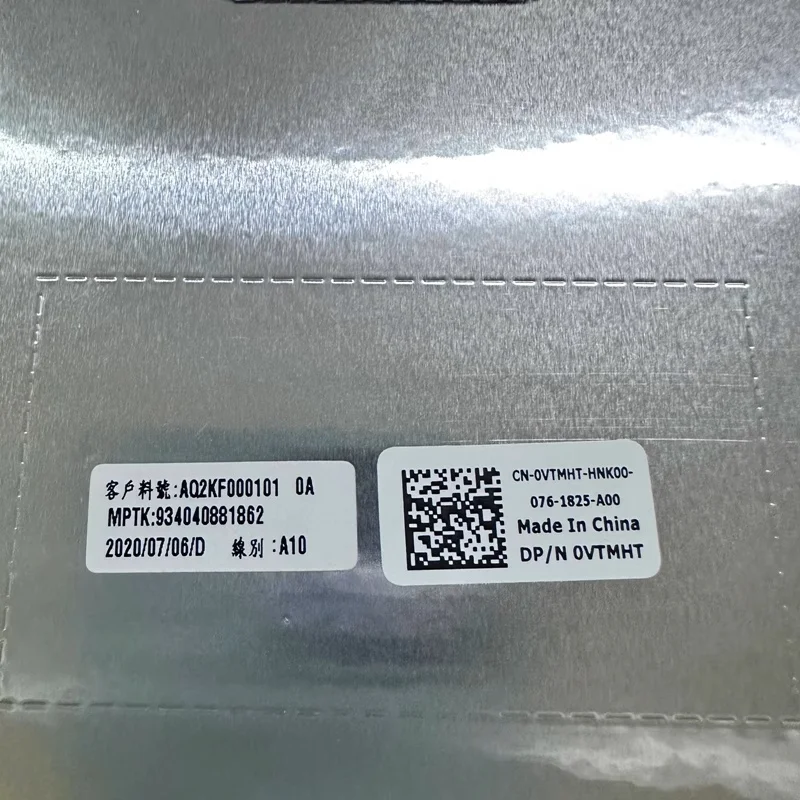 客戶料號:AQ2KF000101 0A
MPTK:934040881862
2020/07/06/D 線別:A10
CN-0VTMHT-HNK00-
076-1825-A00
Made In China
DP/N 0VTMHT